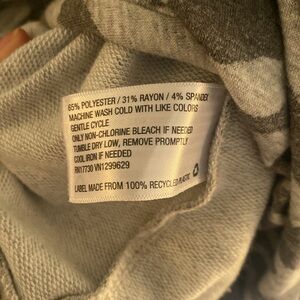 65% POLYESTER / 31% RAYON / 4% SPANDEX
MACHINE WASH COLD WITH LIKE COLORS
GENTLE CYCLE
ONLY NON-CHLORINE BLEACH IF NEEDED
TUMBLE DRY LOW, REMOVE PROMPTLY
COOL IRON IF NEEDED
RN17730 VN1299629
LABEL MADE FROM 100% RECYCLED PLASTIC